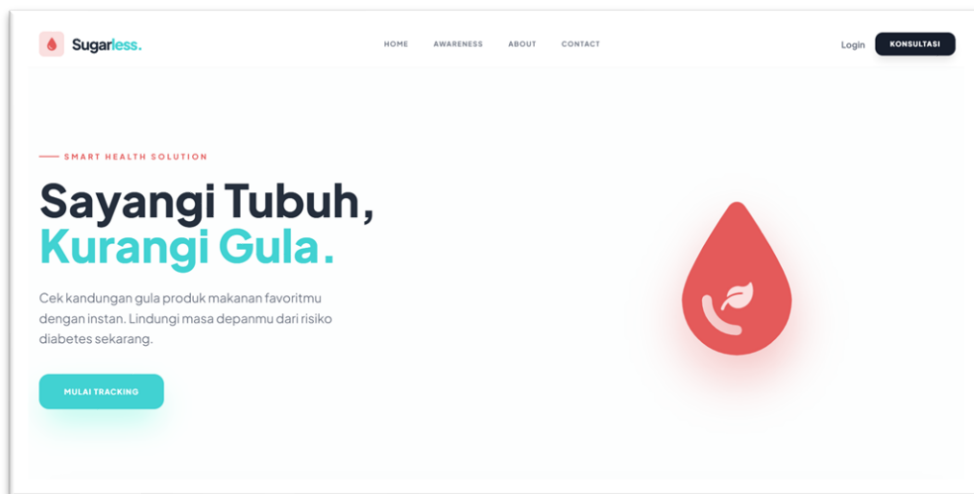 Sugarless.
HOME AWARENESS ABOUT CONTACT
Login KONSULTASI
SMART HEALTH SOLUTION
Sayangi Tubuh,
Kurangi Gula.
Cek kandungan gula produk makanan favoritmu
dengan instan. Lindungi masa depanmu dari risiko
diabetes sekarang.
MULAI TRACKING